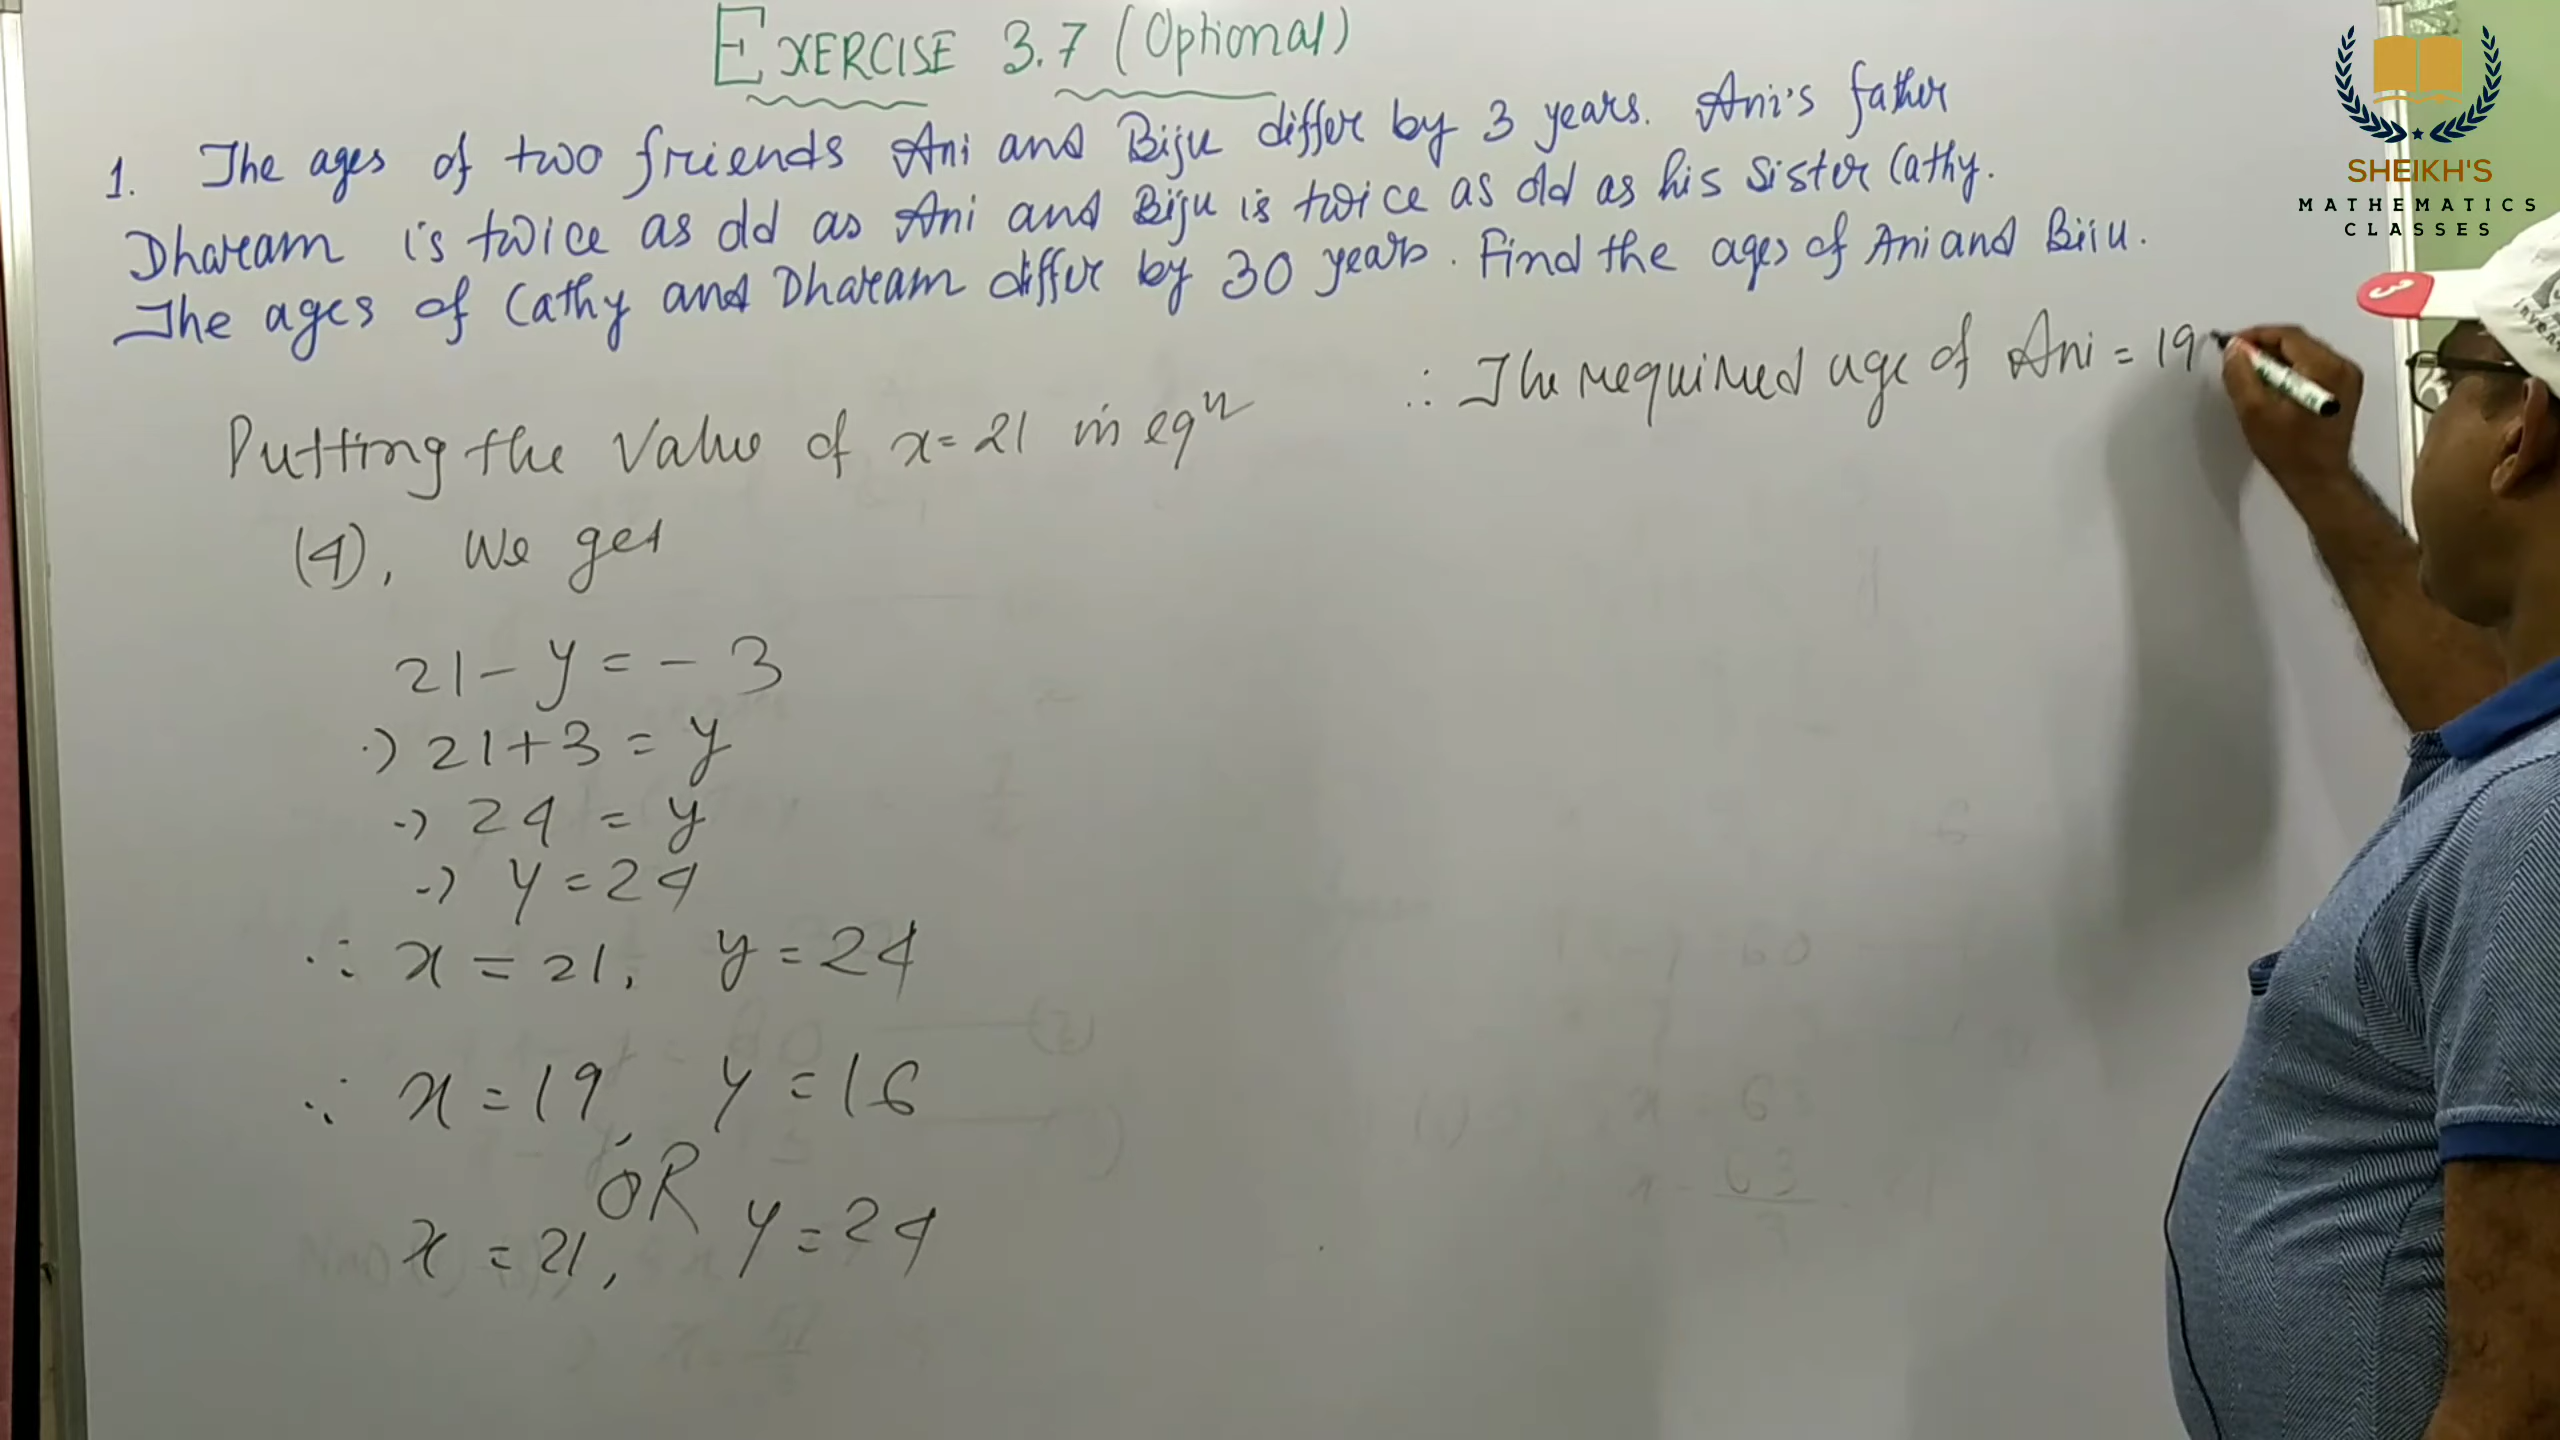 EXERCISE 3.7 (Optional)
1. The ages of two friends Ani and Biju differ by 3 years. Ani's father
Dharam is twice as old as Ani and Biju is twice as old as his sister Cathy.
The ages of Cathy and Dharam differ by 30 years. Find the ages of Ani and Biju.
Putting the Value of x=21 in eqⁿ
(4), We get
21-y=-3
⇒ 21+3=y
⇒ 24=y
⇒ y=24
∴ x=21, y=24
∴ x=19, y=16
OR
x=21, y=24
∴ The required age of Ani = 19
SHEIKH'S
MATHEMATICS
CLASSES
3